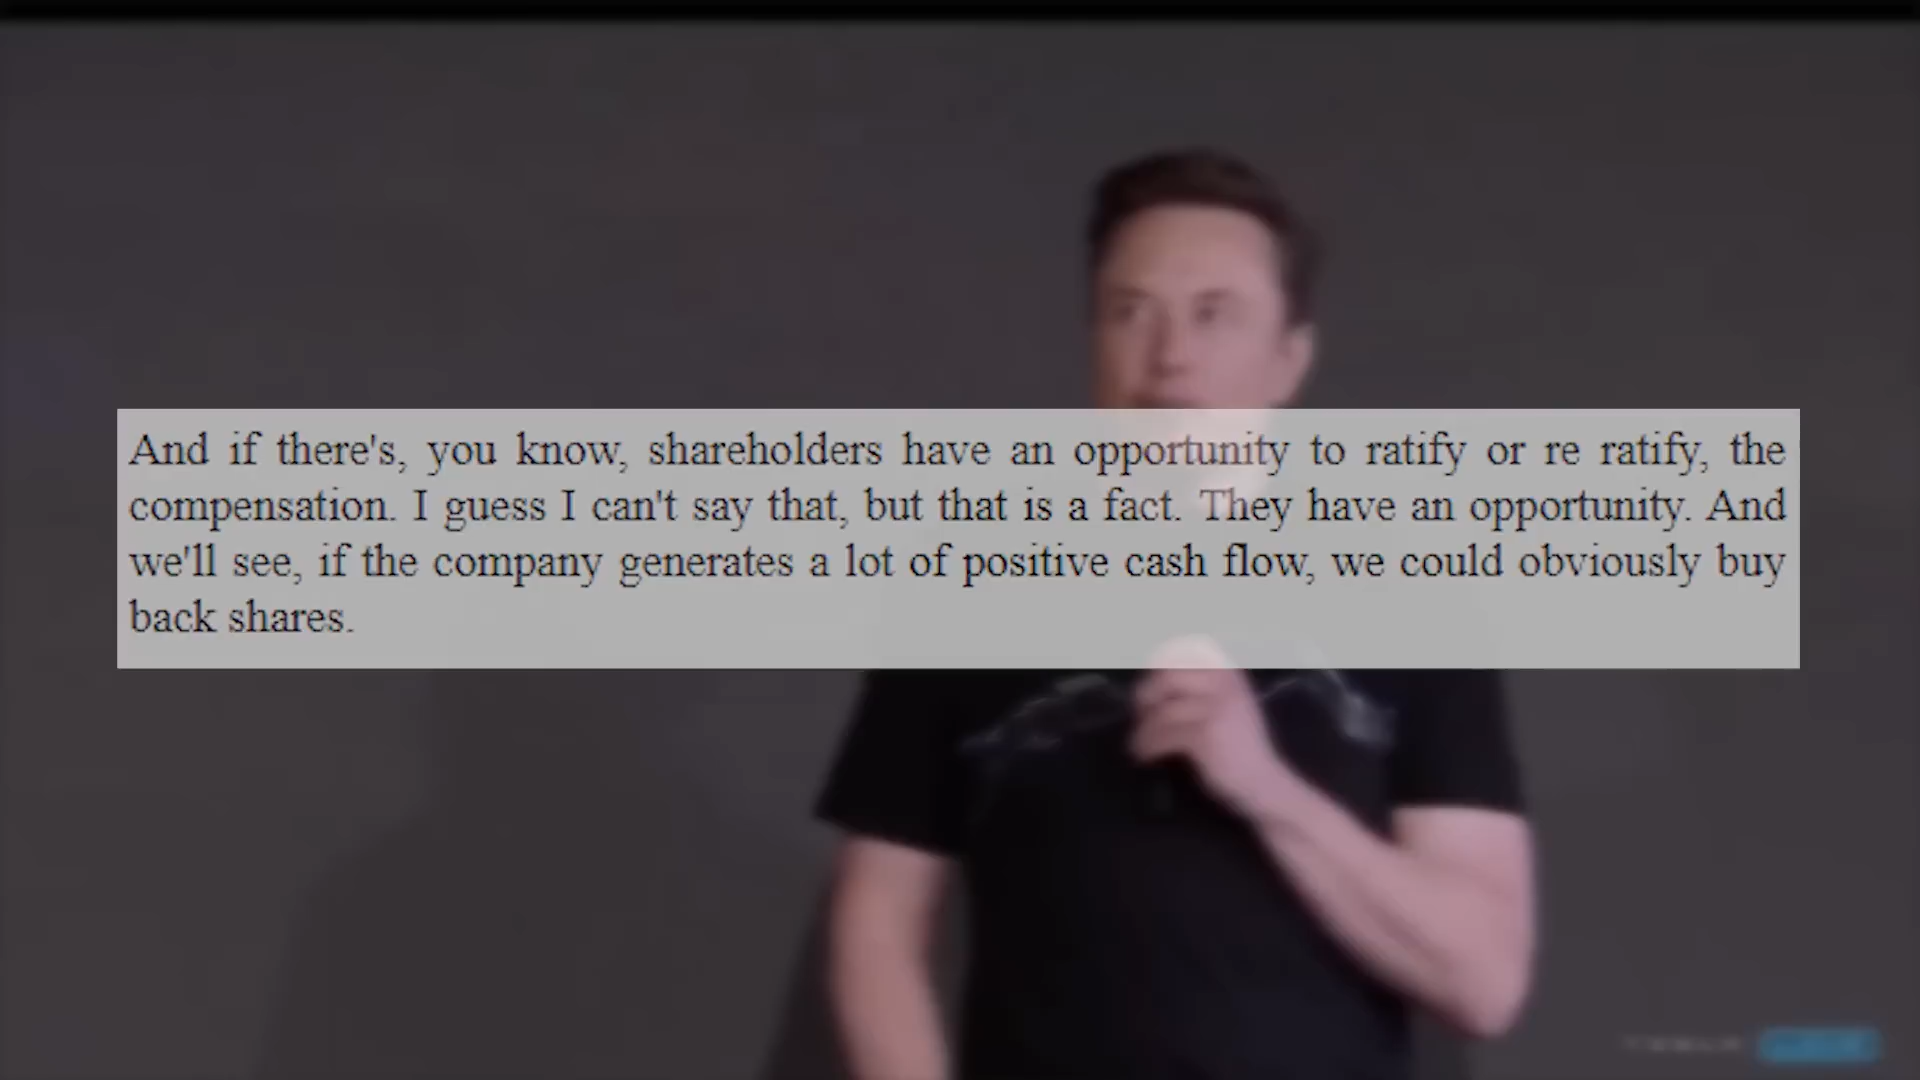 And if there's, you know, shareholders have an opportunity to ratify or re ratify, the
compensation. I guess I can't say that, but that is a fact. They have an opportunity. And
we'll see, if the company generates a lot of positive cash flow, we could obviously buy
back shares.